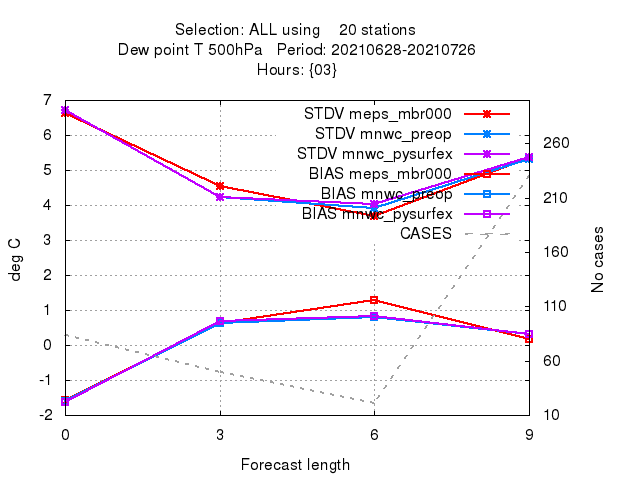 Selection: ALL using    20 stations
Dew point T 500hPa   Period: 20210628-20210726
Hours: {03}
STDV meps_mbr000
STDV mnwc_preop
STDV mnwc_pysurfex
BIAS meps_mbr000
BIAS mnwc_preop
BIAS mnwc_pysurfex
CASES
7
6
5
4
3
2
1
0
-1
-2
deg C
260
210
160
110
60
10
No cases
0 3 6 9
Forecast length